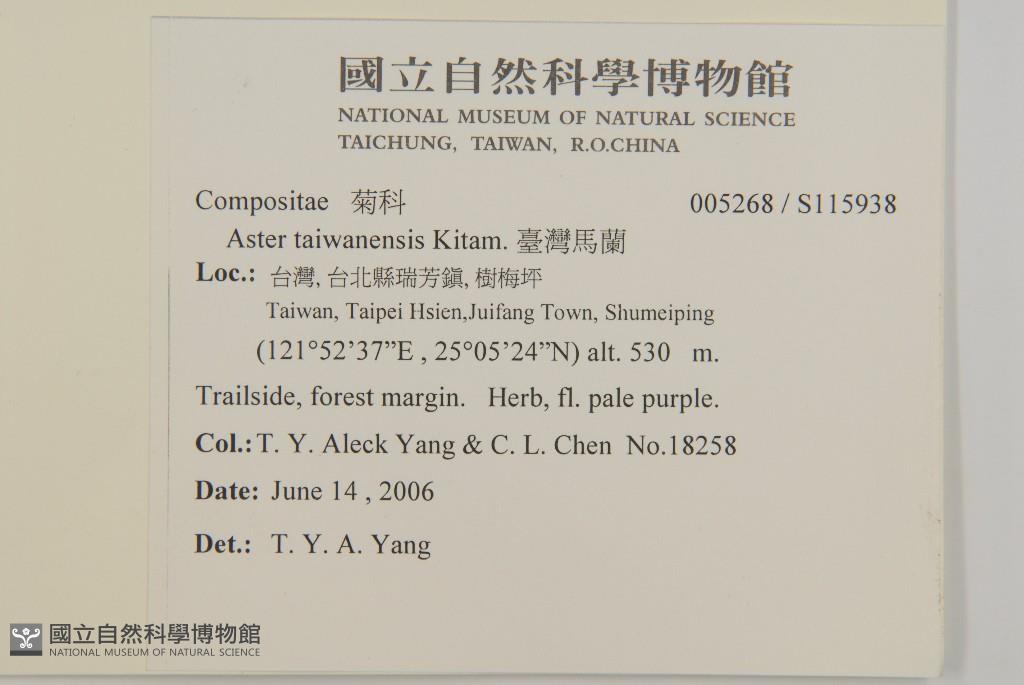 國立自然科學博物館
NATIONAL MUSEUM OF NATURAL SCIENCE
TAICHUNG, TAIWAN, R.O.CHINA
Compositae 菊科 005268 / S115938
Aster taiwanensis Kitam. 臺灣馬蘭
Loc.: 台灣, 台北縣瑞芳鎮, 樹梅坪
Taiwan, Taipei Hsien,Juifang Town, Shumeiping
(121°52’37”E , 25°05’24”N) alt. 530 m.
Trailside, forest margin. Herb, fl. pale purple.
Col.: T. Y. Aleck Yang & C. L. Chen No.18258
Date: June 14 , 2006
Det.: T. Y. A. Yang
國立自然科學博物館
NATIONAL MUSEUM OF NATURAL SCIENCE